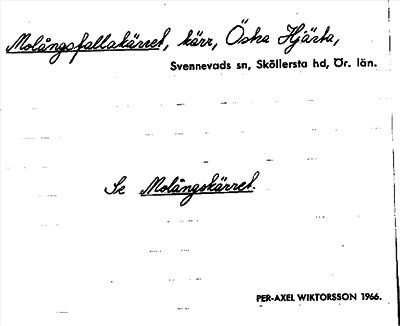 Molångsfallakärret, kärr, Östra Hjärta,
Svennevads sn, Sköllersta hd, Ör. län.
Se Molångskärret.
PER-AXEL WIKTORSSON 1966.